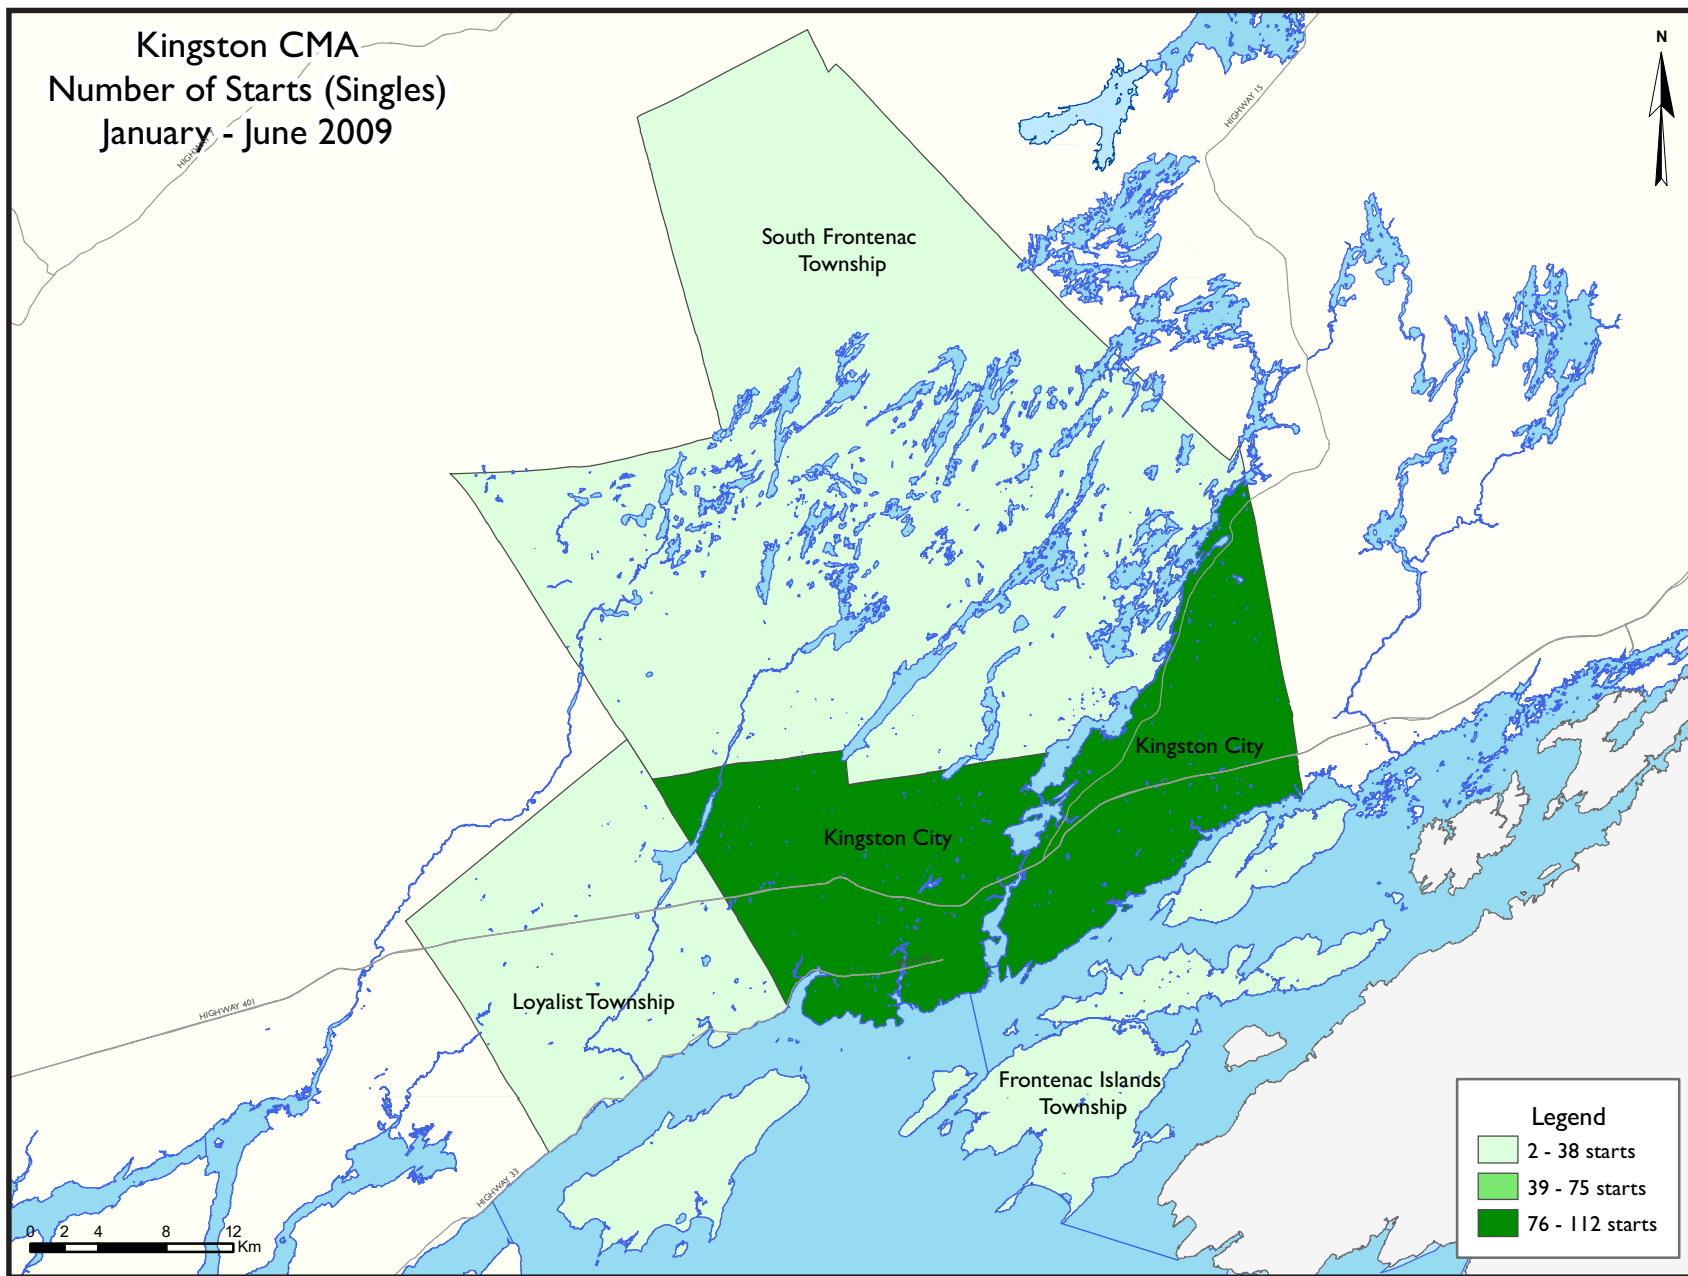 Kingston CMA
Number of Starts (Singles)
January - June 2009
N
HIGHWAY 15
HIGHWAY 7
South Frontenac
Township
Kingston City
Kingston City
Loyalist Township
HIGHWAY 401
Frontenac Islands
Township
HIGHWAY 33
Legend
2 - 38 starts
39 - 75 starts
76 - 112 starts
0 2 4 8 12
Km